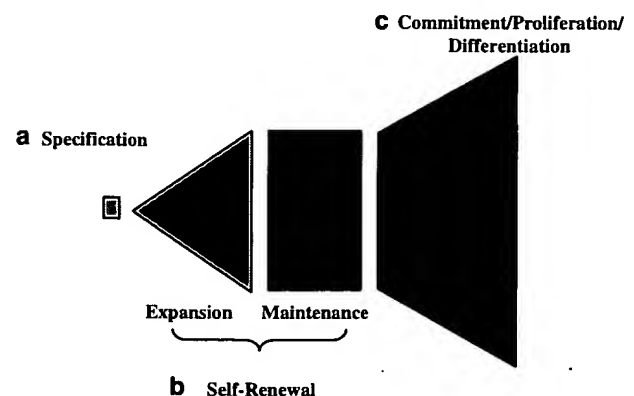 c Commitment/Proliferation/
Differentiation
a Specification
Expansion Maintenance
b Self-Renewal